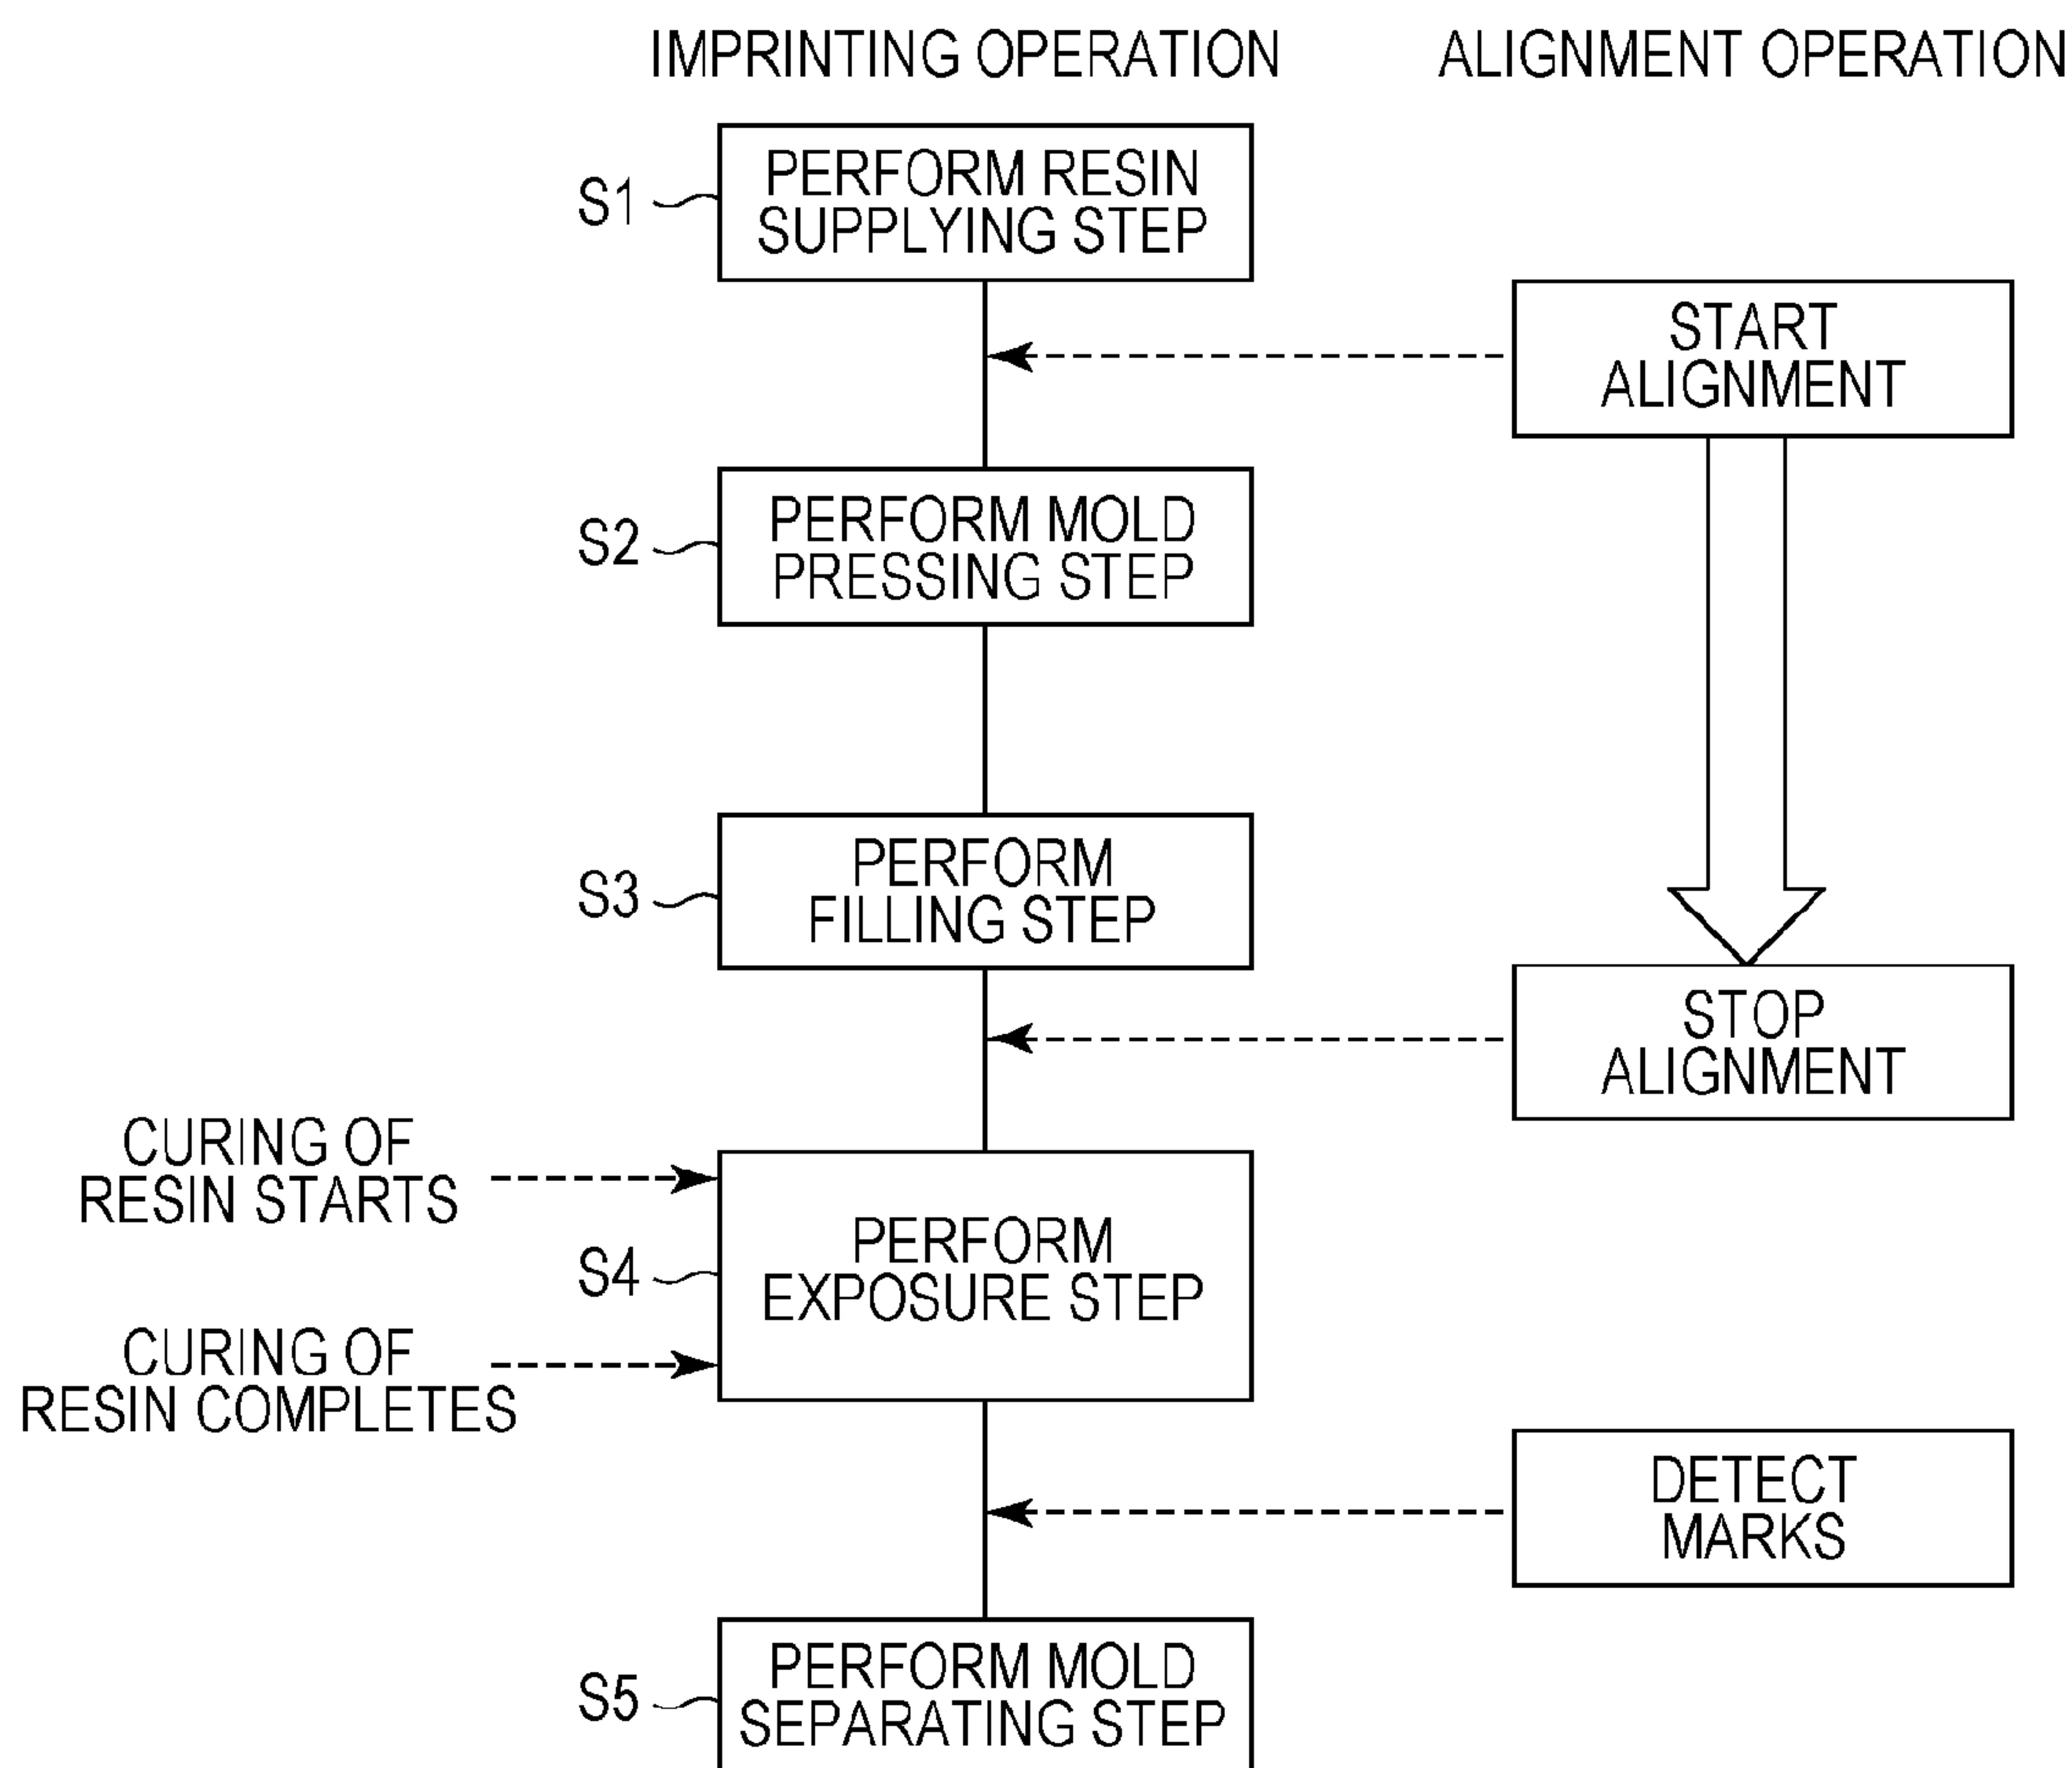 IMPRINTING OPERATION
ALIGNMENT OPERATION
S1
PERFORM RESIN
SUPPLYING STEP
START
ALIGNMENT
S2
PERFORM MOLD
PRESSING STEP
S3
PERFORM
FILLING STEP
STOP
ALIGNMENT
CURING OF
RESIN STARTS
S4
PERFORM
EXPOSURE STEP
CURING OF
RESIN COMPLETES
DETECT
MARKS
S5
PERFORM MOLD
SEPARATING STEP